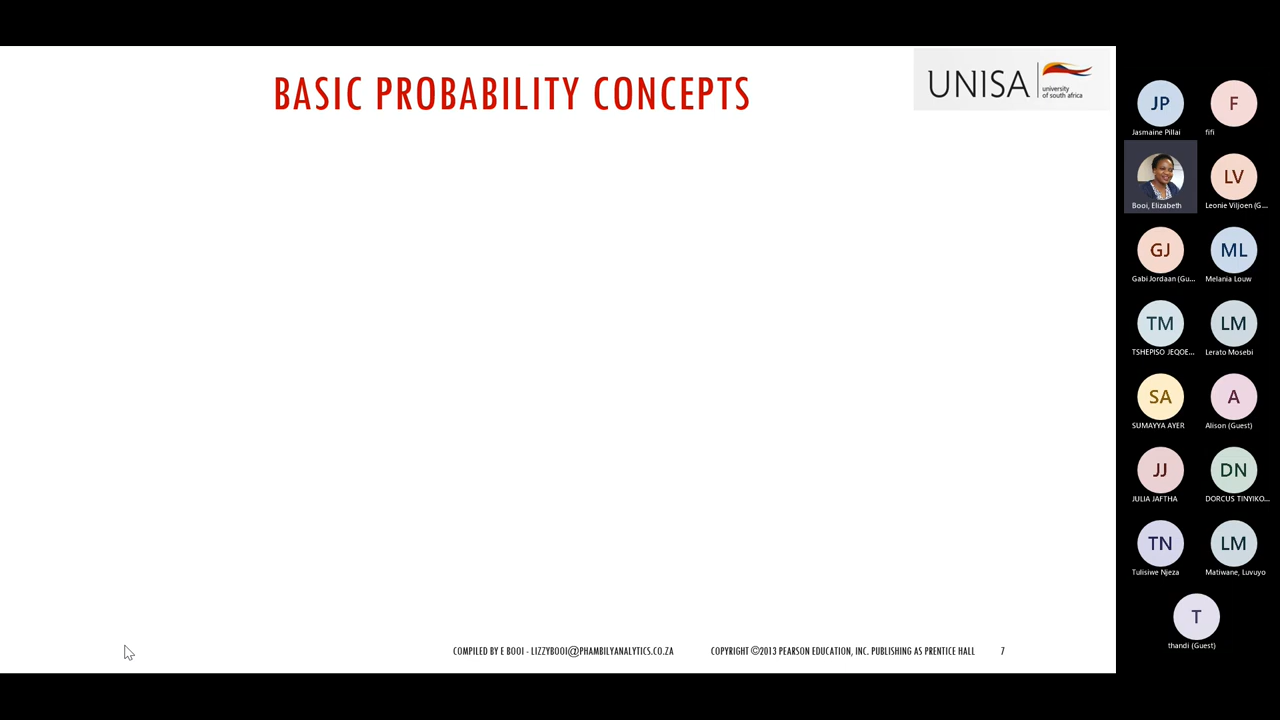 BASIC PROBABILITY CONCEPTS
UNISA
university
of south africa
COMPILED BY E BOOI - LIZZYBOOI@PHAMBILYANALYTICS.CO.ZA
COPYRIGHT ©2013 PEARSON EDUCATION, INC. PUBLISHING AS PRENTICE HALL
7
JP
Jasmaine Pillai
F
fifi
Booi, Elizabeth
LV
Leonie Viljoen (G...
GJ
Gabi Jordaan (Gu...
ML
Melania Louw
TM
TSHEPISO JEQOE...
LM
Lerato Mosebi
SA
SUMAYYA AYER
A
Alison (Guest)
JJ
JULIA JAFTHA
DN
DORCUS TINYIKO...
TN
Tulisiwe Njeza
LM
Matiwane, Luvuyo
T
thandi (Guest)